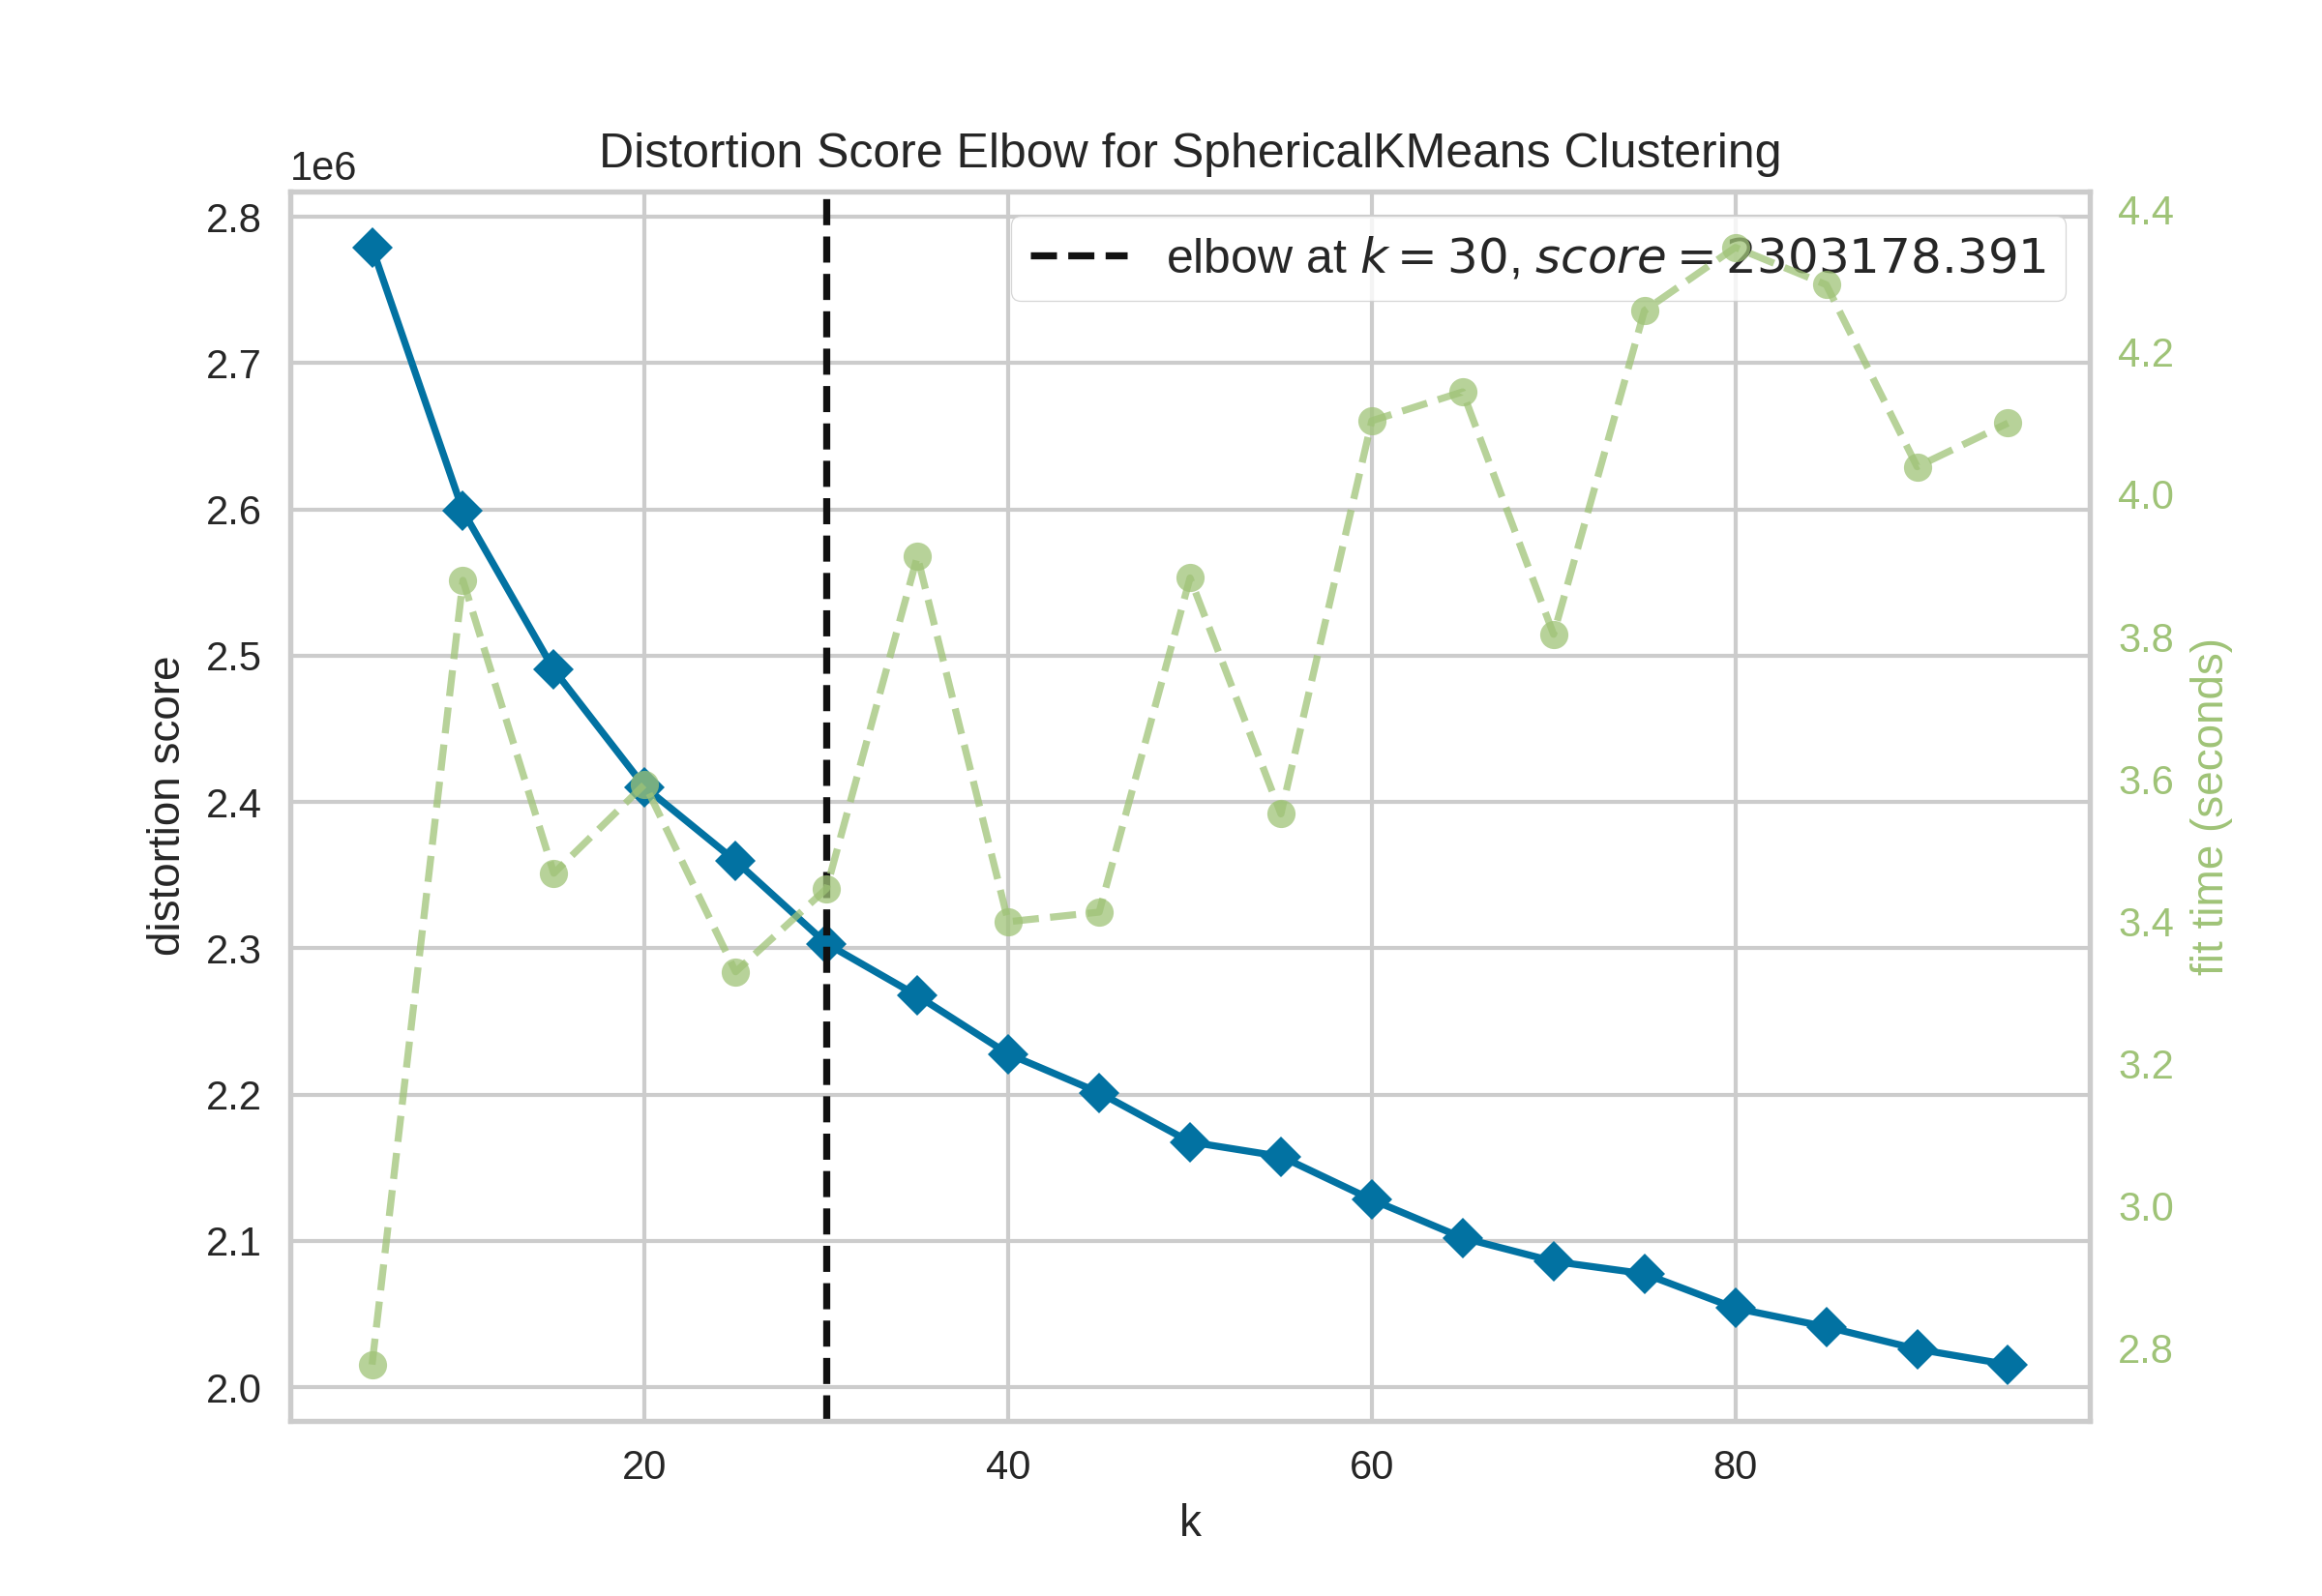 Distortion Score Elbow for SphericalKMeans Clustering
1e6
elbow at k = 30, score = 2303178.391
2.8
2.7
2.6
2.5
2.4
2.3
2.2
2.1
2.0
distortion score
4.4
4.2
4.0
3.8
3.6
3.4
3.2
3.0
2.8
fit time (seconds)
20 40 60 80
k